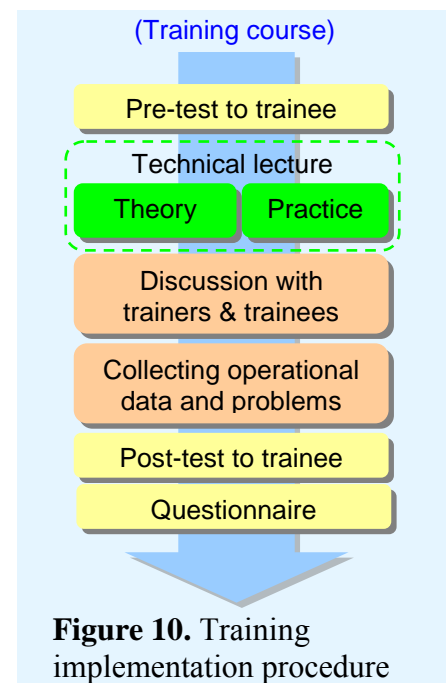 (Training course)
Pre-test to trainee
Technical lecture
Theory Practice
Discussion with
trainers & trainees
Collecting operational
data and problems
Post-test to trainee
Questionnaire
Figure 10. Training
implementation procedure